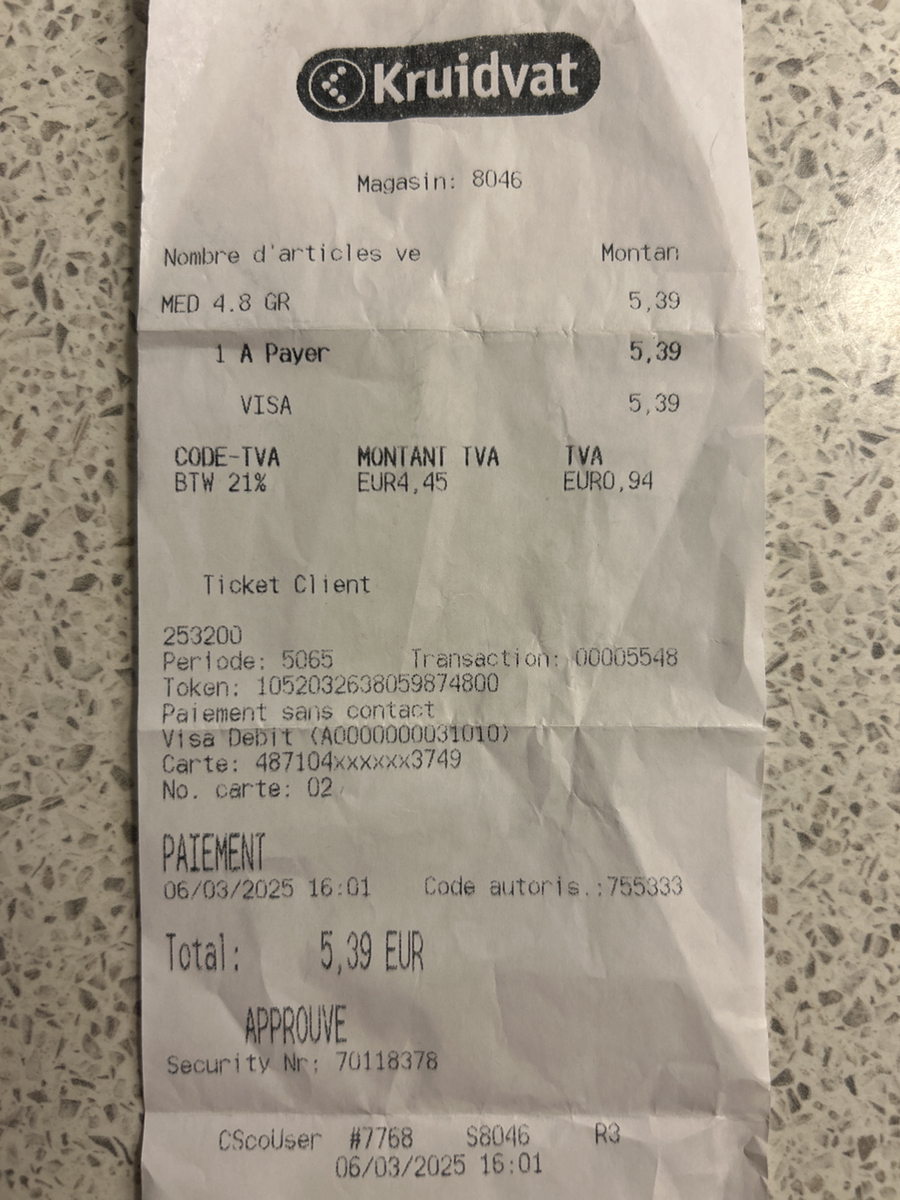 Kruidvat
Magasin: 8046
Nombre d'articles ve Montan
MED 4.8 GR 5,39
1 A Payer 5,39
VISA 5,39
CODE-TVA MONTANT TVA TVA
BTW 21% EUR4,45 EUR0,94
Ticket Client
253200
Periode: 5065 Transaction: 00005548
Token: 1052032638059874800
Paiement sans contact
Visa Debit (A0000000031010)
Carte: 487104xxxxxx3749
No. carte: 02
PAIEMENT
06/03/2025 16:01 Code autoris.:755333
Total: 5,39 EUR
APPROUVE
Security Nr: 70118378
CScoUser #7768 S8046 R3
06/03/2025 16:01